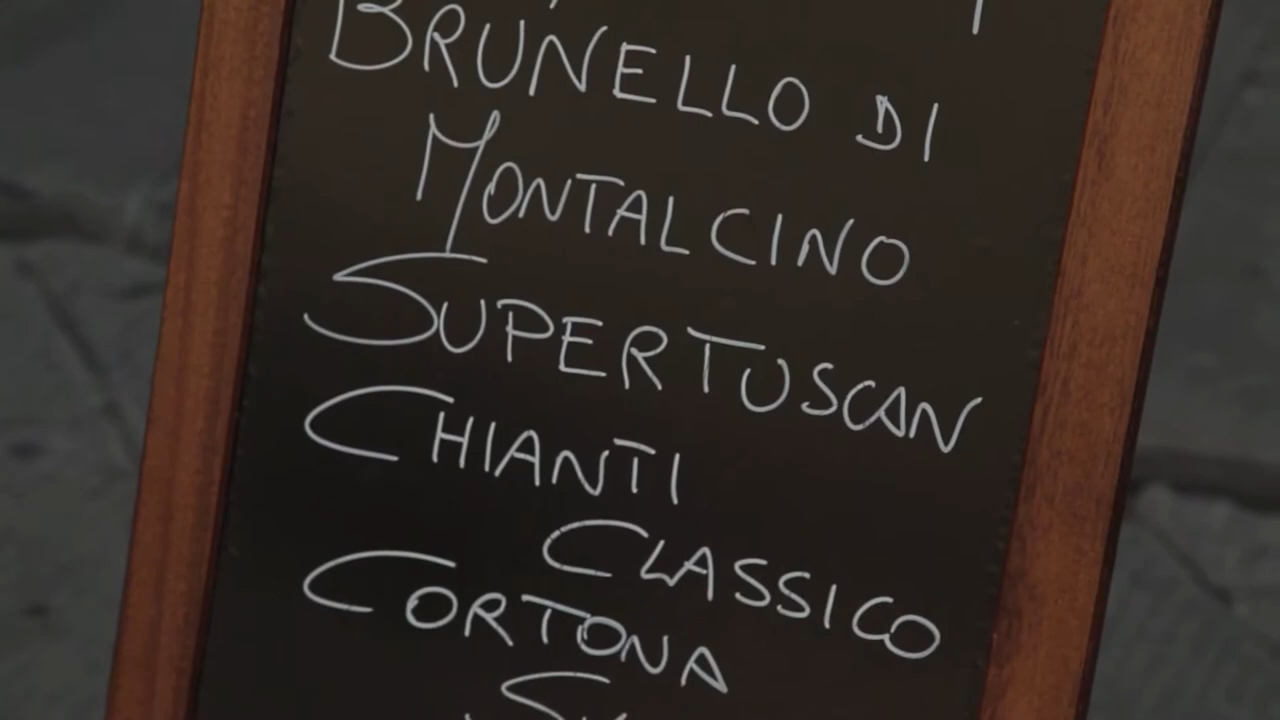 BRUNELLO DI
MONTALCINO
SUPERTUSCAN
CHIANTI
CLASSICO
CORTONA